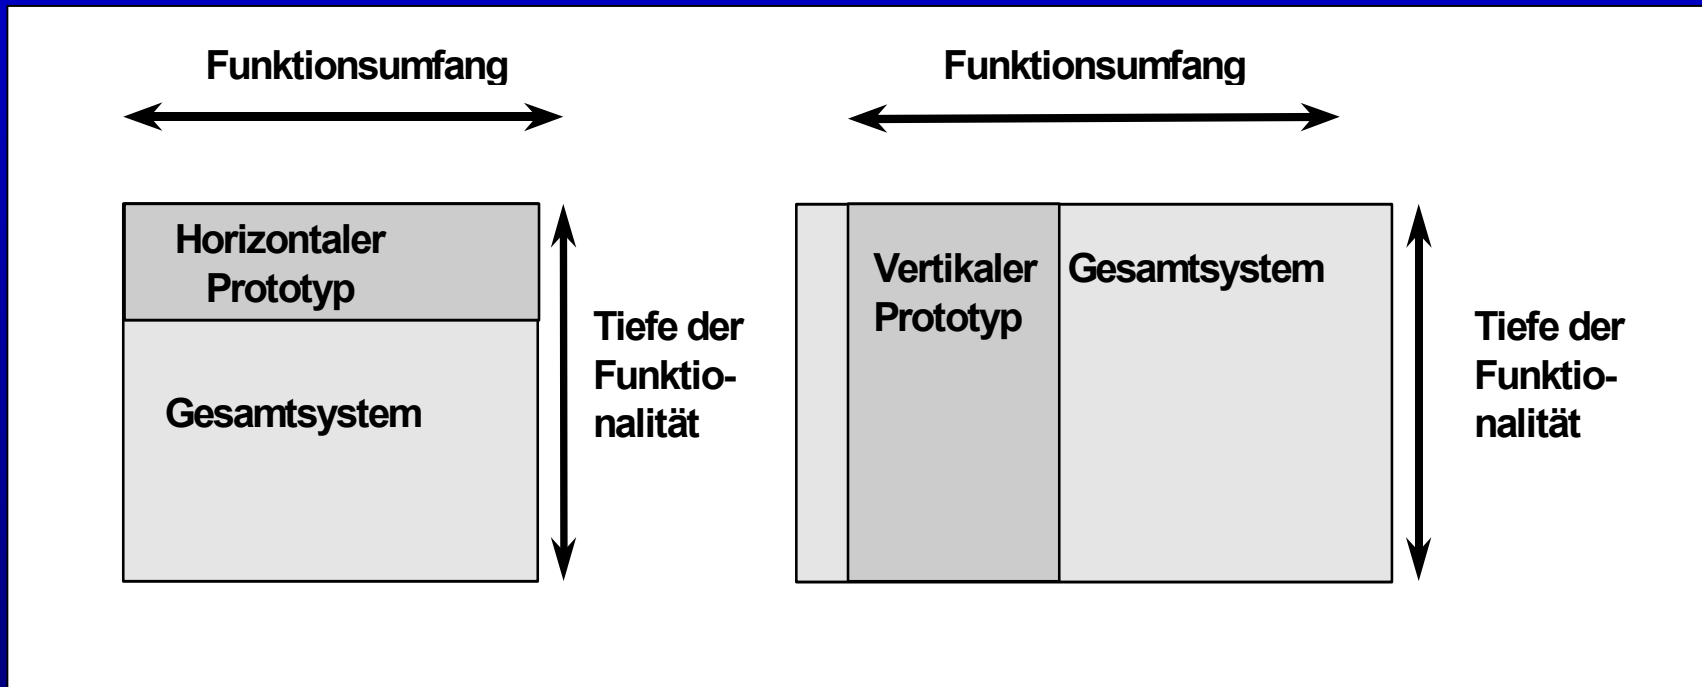 Funktionsumfang
Horizontaler
Prototyp
Gesamtsystem
Tiefe der
Funktio-
nalität
Funktionsumfang
Vertikaler
Prototyp
Gesamtsystem
Tiefe der
Funktio-
nalität